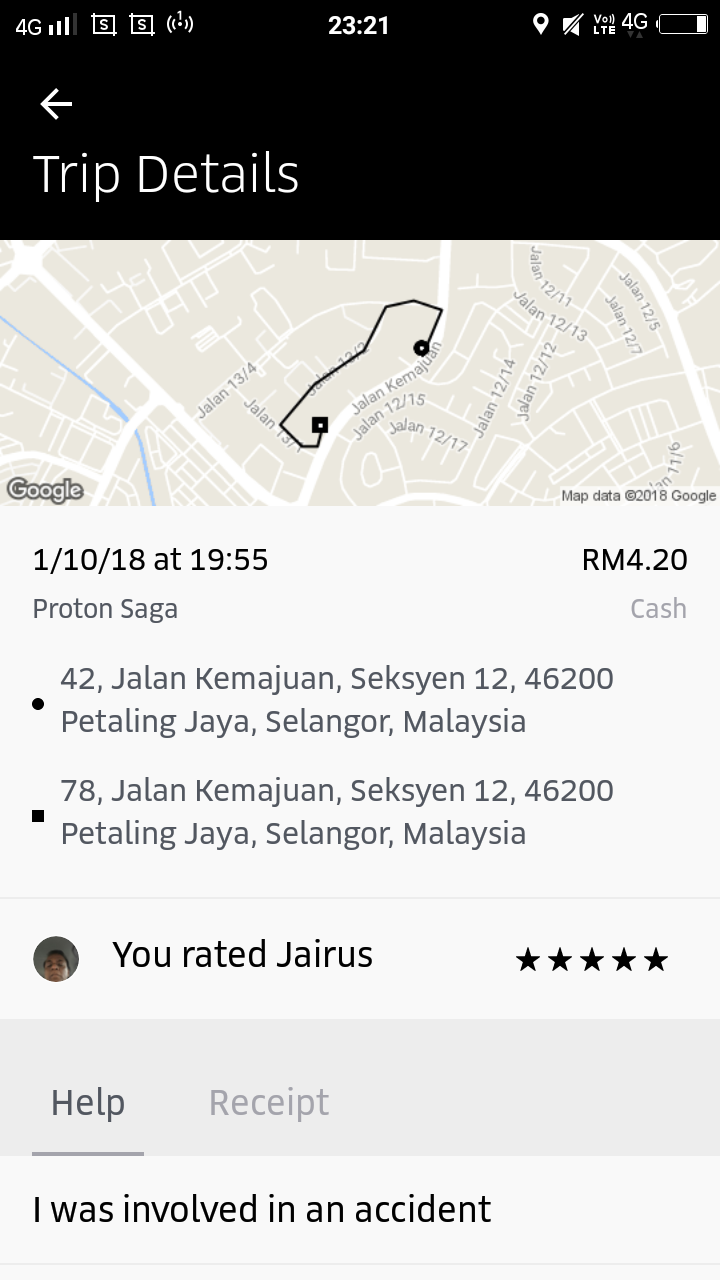 4G S S 23:21 Vo)) LTE 4G
Trip Details
Jalan 12/11
Jalan 12/5
Jalan 12/13
Jalan 12/7
Jalan 12/2
Jalan Kemajuan
Jalan 12/12
Jalan 13/4
Jalan 12/14
Jalan 12/15
Jalan 13/1
Jalan 12/17
an 11/6
Google
Map data ©2018 Google
1/10/18 at 19:55 RM4.20
Proton Saga Cash
42, Jalan Kemajuan, Seksyen 12, 46200
Petaling Jaya, Selangor, Malaysia
78, Jalan Kemajuan, Seksyen 12, 46200
Petaling Jaya, Selangor, Malaysia
You rated Jairus ★★★★★
Help Receipt
I was involved in an accident